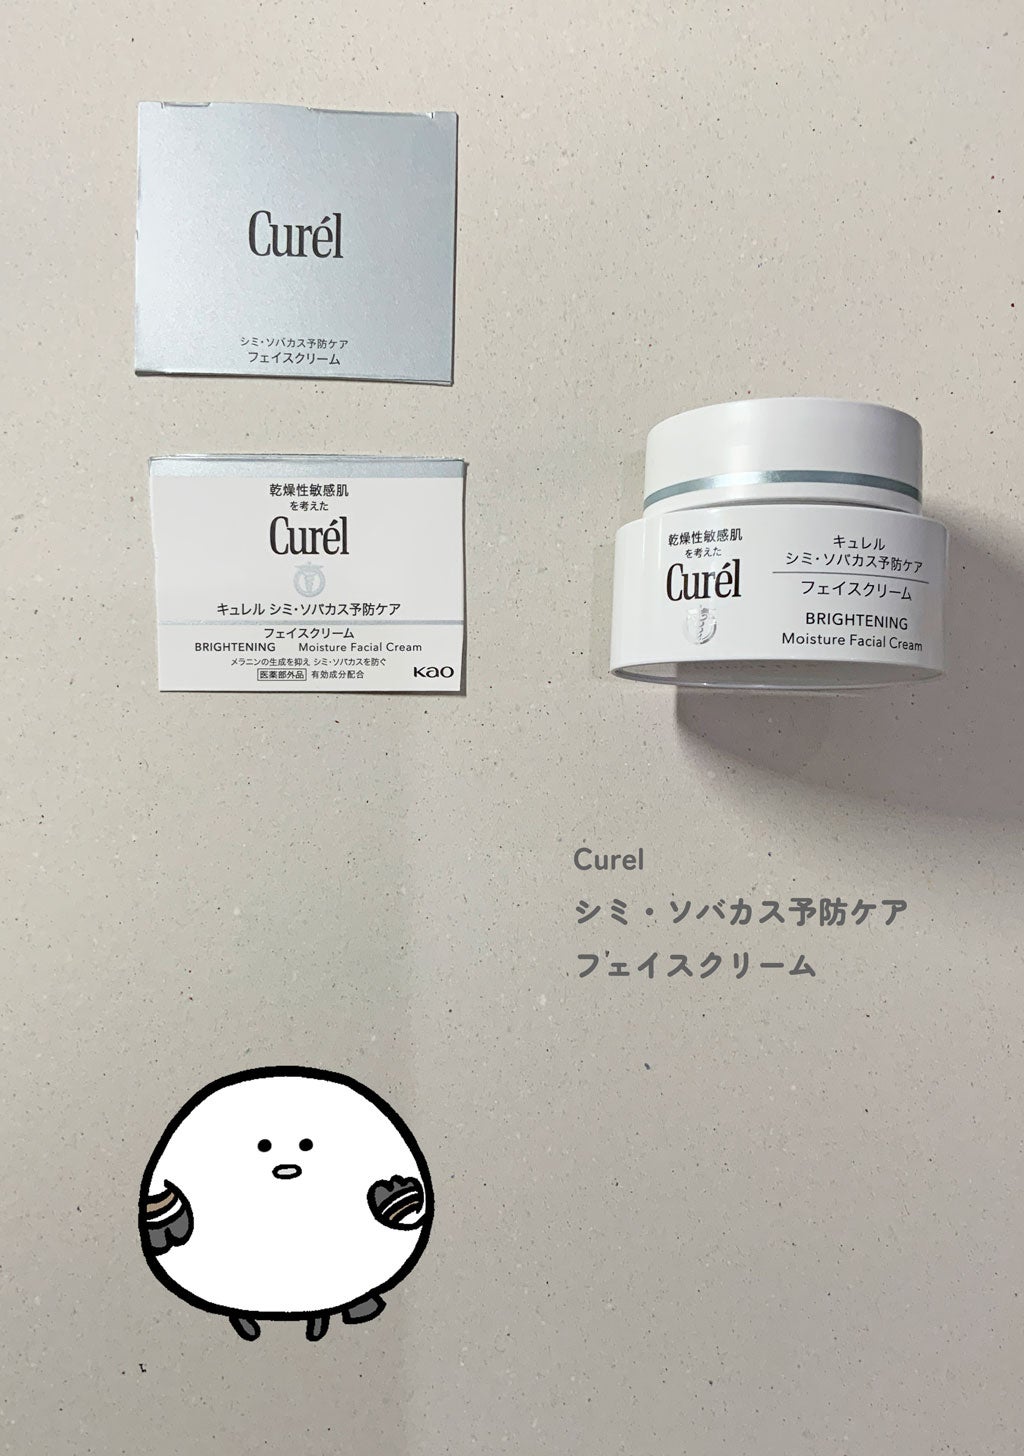 Curél
シミ・ソバカス予防ケア
フェイスクリーム
乾燥性敏感肌
を考えた
Curél
キュレル シミ・ソバカス予防ケア
フェイスクリーム
BRIGHTENING Moisture Facial Cream
メラニンの生成を抑え シミ・ソバカスを防ぐ
医薬部外品 有効成分配合
Kao
乾燥性敏感肌
を考えた
Curél
キュレル
シミ・ソバカス予防ケア
フェイスクリーム
BRIGHTENING
Moisture Facial Cream
Curel
シミ・ソバカス予防ケア
フェイスクリーム